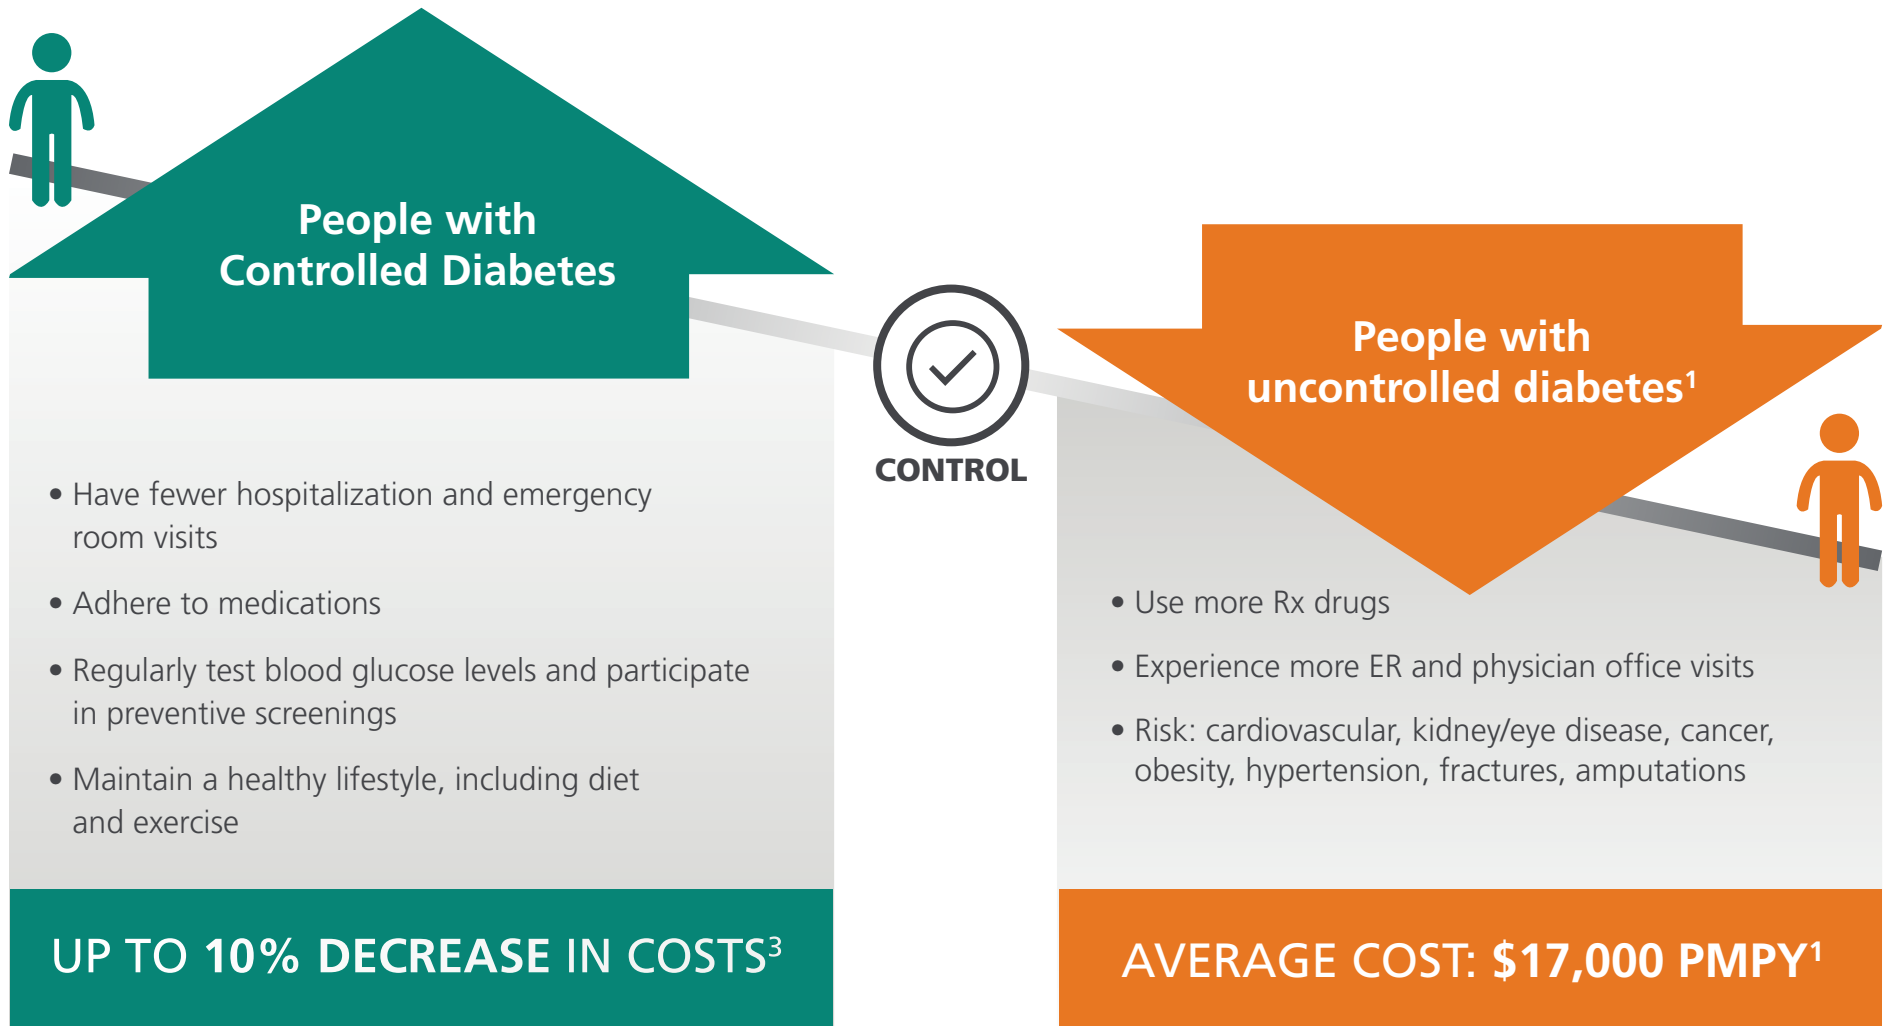 People with
Controlled Diabetes
• Have fewer hospitalization and emergency
room visits
• Adhere to medications
• Regularly test blood glucose levels and participate
in preventive screenings
• Maintain a healthy lifestyle, including diet
and exercise
UP TO 10% DECREASE IN COSTS³
CONTROL
People with
uncontrolled diabetes¹
• Use more Rx drugs
• Experience more ER and physician office visits
• Risk: cardiovascular, kidney/eye disease, cancer,
obesity, hypertension, fractures, amputations
AVERAGE COST: $17,000 PMPY¹